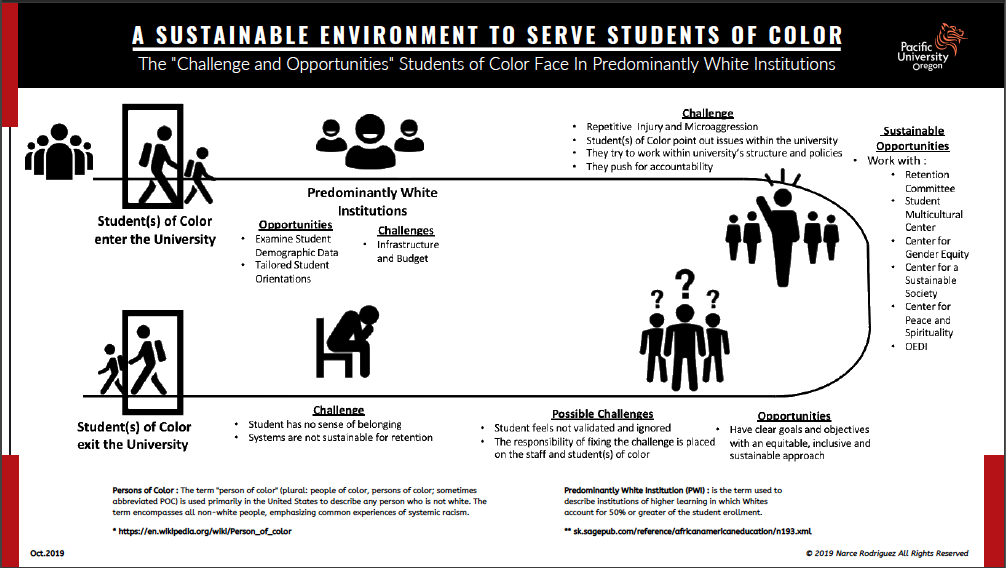 A SUSTAINABLE ENVIRONMENT TO SERVE STUDENTS OF COLOR
The "Challenge and Opportunities" Students of Color Face In Predominantly White Institutions
Pacific
University
Oregon
Student(s) of Color
enter the University
Predominantly White
Institutions
Opportunities
• Examine Student
Demographic Data
• Tailored Student
Orientations
Challenges
• Infrastructure
and Budget
Challenge
• Repetitive Injury and Microaggression
• Student(s) of Color point out issues within the university
• They try to work within university's structure and policies
• They push for accountability
Sustainable
Opportunities
• Work with :
• Retention
Committee
• Student
Multicultural
Center
• Center for
Gender Equity
• Center for a
Sustainable
Society
• Center for
Peace and
Spirituality
• OEDI
? ? ?
Opportunities
• Have clear goals and objectives
with an equitable, inclusive and
sustainable approach
Possible Challenges
• Student feels not validated and ignored
• The responsibility of fixing the challenge is placed
on the staff and student(s) of color
Challenge
• Student has no sense of belonging
• Systems are not sustainable for retention
Student(s) of Color
exit the University
Persons of Color : The term "person of color" (plural: people of color, persons of color; sometimes
abbreviated POC) is used primarily in the United States to describe any person who is not white. The
term encompasses all non-white people, emphasizing common experiences of systemic racism.
* https://en.wikipedia.org/wiki/Person_of_color
Predominantly White Institution (PWI) : is the term used to
describe institutions of higher learning in which Whites
account for 50% or greater of the student enrollment.
** sk.sagepub.com/reference/africanamericaneducation/n193.xml
Oct.2019
© 2019 Narce Rodriguez All Rights Reserved